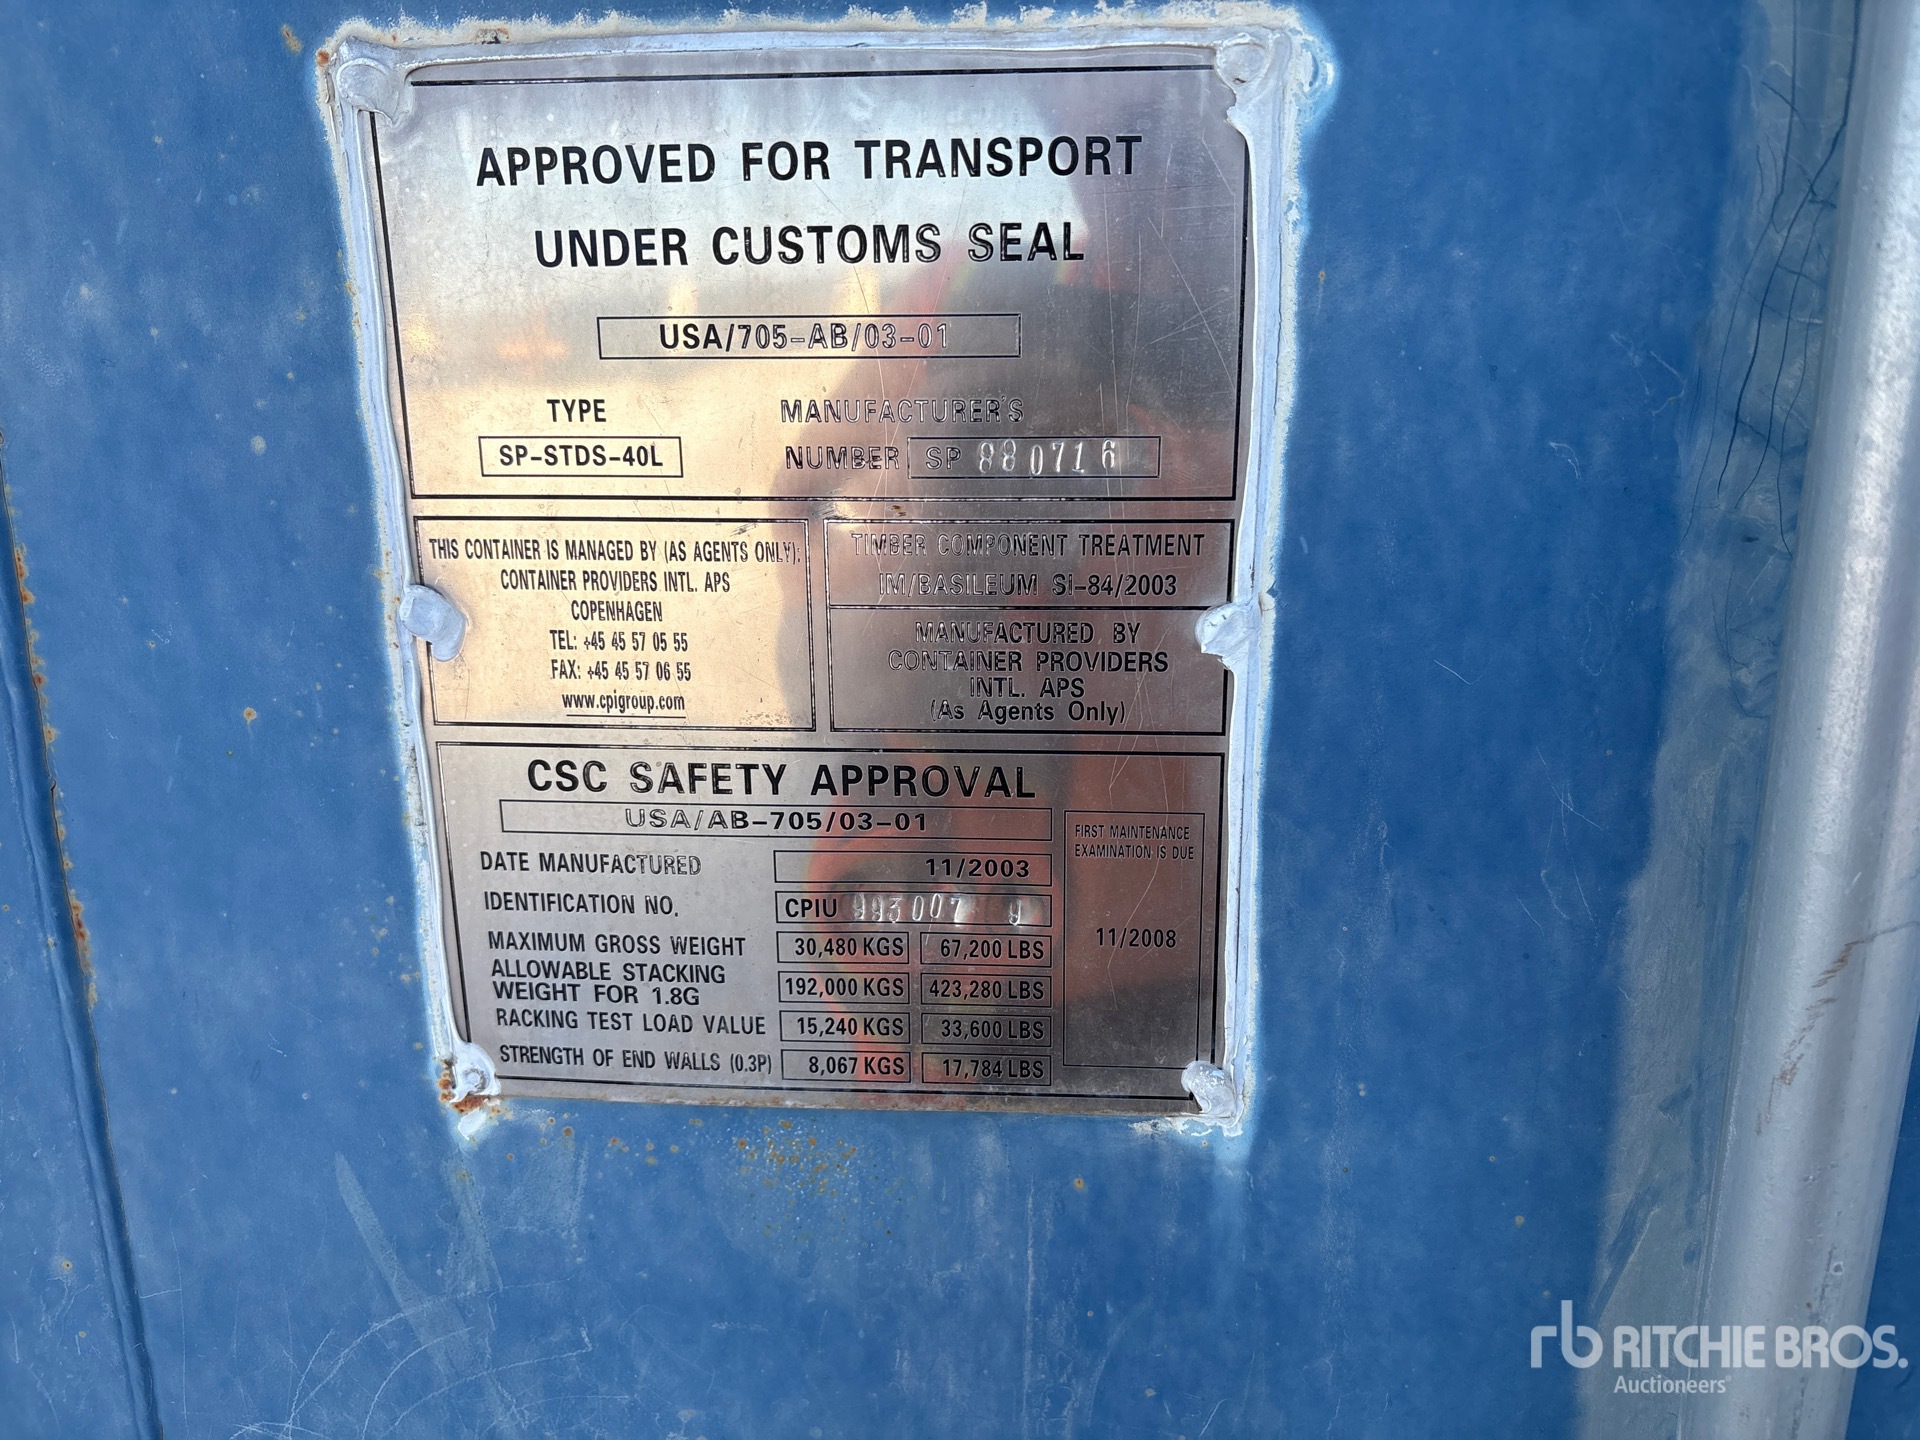 APPROVED FOR TRANSPORT
UNDER CUSTOMS SEAL
USA/705-AB/03-01
TYPE
SP-STDS-40L
MANUFACTURER'S
NUMBER SP 880716
THIS CONTAINER IS MANAGED BY (AS AGENTS ONLY):
CONTAINER PROVIDERS INTL. APS
COPENHAGEN
TEL: +45 45 57 05 55
FAX: +45 45 57 06 55
www.cpigroup.com
TIMBER COMPONENT TREATMENT
IM/BASILEUM SI-84/2003
MANUFACTURED BY
CONTAINER PROVIDERS
INTL. APS
(As Agents Only)
CSC SAFETY APPROVAL
USA/AB-705/03-01
DATE MANUFACTURED 11/2003
IDENTIFICATION NO. CPIU 993007 9
MAXIMUM GROSS WEIGHT 30,480 KGS 67,200 LBS
ALLOWABLE STACKING
WEIGHT FOR 1.8G 192,000 KGS 423,280 LBS
RACKING TEST LOAD VALUE 15,240 KGS 33,600 LBS
STRENGTH OF END WALLS (0.3P) 8,067 KGS 17,784 LBS
FIRST MAINTENANCE
EXAMINATION IS DUE
11/2008
rb RITCHIE BROS.
Auctioneers